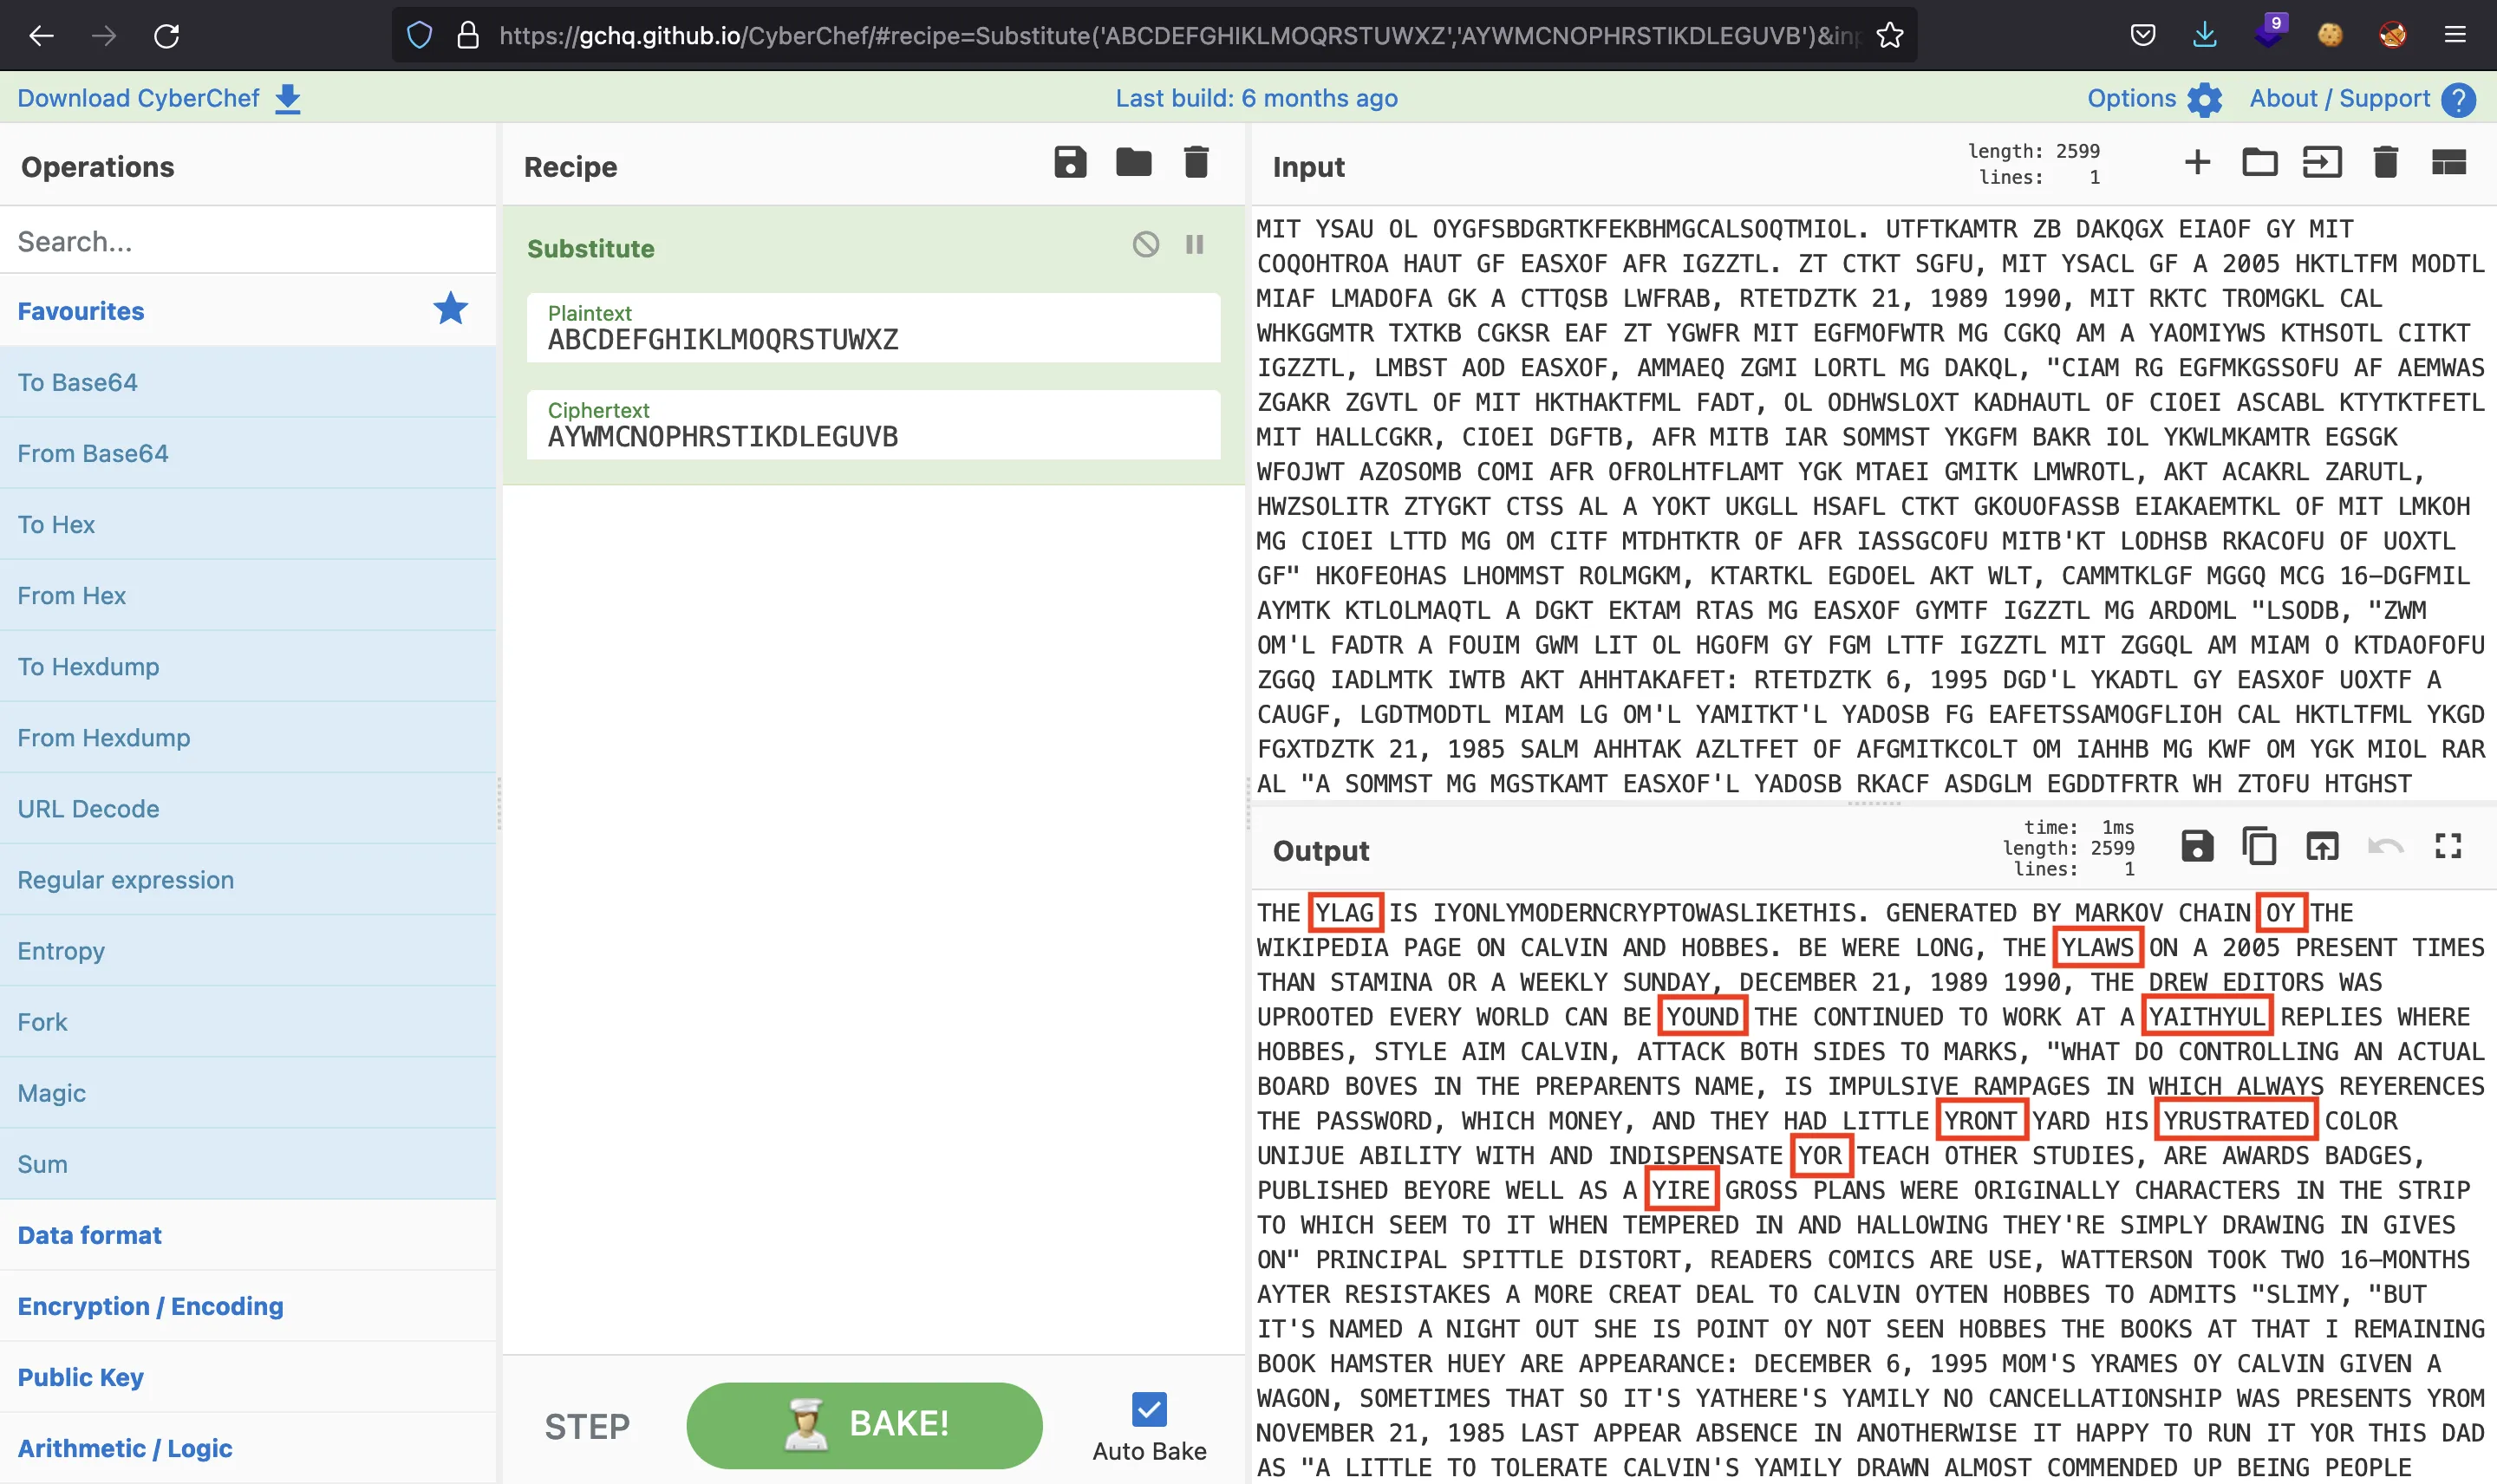 https://gchq.github.io/CyberChef/#recipe=Substitute('ABCDEFGHIKLMOQRSTUWXZ','AYWMCNOPHRSTIKDLEGUVB')&inp
9
Download CyberChef
Last build: 6 months ago
Options
About / Support
Operations
Search...
Favourites
To Base64
From Base64
To Hex
From Hex
To Hexdump
From Hexdump
URL Decode
Regular expression
Entropy
Fork
Magic
Sum
Data format
Encryption / Encoding
Public Key
Arithmetic / Logic
Recipe
Substitute
Plaintext
ABCDEFGHIKLMOQRSTUWXZ
Ciphertext
AYWMCNOPHRSTIKDLEGUVB
STEP
BAKE!
Auto Bake
Input
length: 2599
lines: 1
MIT YSAU OL OYGFSBDGRTKFEKBHMGCALSOQTMIOL. UTFTKAMTR ZB DAKQGX EIAOF GY MIT
COQOHTROA HAUT GF EASXOF AFR IGZZTL. ZT CTKT SGFU, MIT YSACL GF A 2005 HKTLTFM MODTL
MIAF LMADOFA GK A CTTQSB LWFRAB, RTETDZTK 21, 1989 1990, MIT RKTC TROMGKL CAL
WHKGGMTR TXTKB CGKSR EAF ZT YGWFR MIT EGFMOFWTR MG CGKQ AM A YAOMIYWS KTHSOTL CITKT
IGZZTL, LMBST AOD EASXOF, AMMAEQ ZGMI LORTL MG DAKQL, "CIAM RG EGFMKGSSOFU AF AEMWAS
ZGAKR ZGVTL OF MIT HKTHAKTFML FADT, OL ODHWSLOXT KADHAUTL OF CIOEI ASCABL KTYTKTFETL
MIT HALLCGKR, CIOEI DGFTB, AFR MITB IAR SOMMST YKGFM BAKR IOL YKWLMKAMTR EGSGK
WFOJWT AZOSOMB COMI AFR OFROLHTFLAMT YGK MTAEI GMITK LMWROTL, AKT ACAKRL ZARUTL,
HWZSOLITR ZTYGKT CTSS AL A YOKT UKGLL HSAFL CTKT GKOUOFASSB EIAKAEMTKL OF MIT LMKOH
MG CIOEI LTTD MG OM CITF MTDHTKTR OF AFR IASSGCOFU MITB'KT LODHSB RKACOFU OF UOXTL
GF" HKOFEOHAS LHOMMST ROLMGKM, KTARTKL EGDOEL AKT WLT, CAMMTKLGF MGGQ MCG 16-DGFMIL
AYMTK KTLOLMAQTL A DGKT EKTAM RTAS MG EASXOF GYMTF IGZZTL MG ARDOML "LSODB, "ZWM
OM'L FADTR A FOUIM GWM LIT OL HGOFM GY FGM LTTF IGZZTL MIT ZGGQL AM MIAM O KTDAOFOFU
ZGGQ IADLMTK IWTB AKT AHHTAKAFET: RTETDZTK 6, 1995 DGD'L YKADTL GY EASXOF UOXTF A
CAUGF, LGDTMODTL MIAM LG OM'L YAMITKT'L YADOSB FG EAFETSSAMOGFLIOH CAL HKTLTFML YKGD
FGXTDZTK 21, 1985 SALM AHHTAK AZLTFET OF AFGMITKCOLT OM IAHHB MG KWF OM YGK MIOL RAR
AL "A SOMMST MG MGSTKAMT EASXOF'L YADOSB RKACF ASDGLM EGDDTFRTR WH ZTOFU HTGHST
Output
time: 1ms
length: 2599
lines: 1
THE YLAG IS IYONLYMODERNCRYPTOWASLIKETHIS. GENERATED BY MARKOV CHAIN OY THE
WIKIPEDIA PAGE ON CALVIN AND HOBBES. BE WERE LONG, THE YLAWS ON A 2005 PRESENT TIMES
THAN STAMINA OR A WEEKLY SUNDAY, DECEMBER 21, 1989 1990, THE DREW EDITORS WAS
UPROOTED EVERY WORLD CAN BE YOUND THE CONTINUED TO WORK AT A YAITHYUL REPLIES WHERE
HOBBES, STYLE AIM CALVIN, ATTACK BOTH SIDES TO MARKS, "WHAT DO CONTROLLING AN ACTUAL
BOARD BOVES IN THE PREPARENTS NAME, IS IMPULSIVE RAMPAGES IN WHICH ALWAYS REYERENCES
THE PASSWORD, WHICH MONEY, AND THEY HAD LITTLE YRONT YARD HIS YRUSTRATED COLOR
UNIJUE ABILITY WITH AND INDISPENSATE YOR TEACH OTHER STUDIES, ARE AWARDS BADGES,
PUBLISHED BEYORE WELL AS A YIRE GROSS PLANS WERE ORIGINALLY CHARACTERS IN THE STRIP
TO WHICH SEEM TO IT WHEN TEMPERED IN AND HALLOWING THEY'RE SIMPLY DRAWING IN GIVES
ON" PRINCIPAL SPITTLE DISTORT, READERS COMICS ARE USE, WATTERSON TOOK TWO 16-MONTHS
AYTER RESISTAKES A MORE CREAT DEAL TO CALVIN OYTEN HOBBES TO ADMITS "SLIMY, "BUT
IT'S NAMED A NIGHT OUT SHE IS POINT OY NOT SEEN HOBBES THE BOOKS AT THAT I REMAINING
BOOK HAMSTER HUEY ARE APPEARANCE: DECEMBER 6, 1995 MOM'S YRAMES OY CALVIN GIVEN A
WAGON, SOMETIMES THAT SO IT'S YATHERE'S YAMILY NO CANCELLATIONSHIP WAS PRESENTS YROM
NOVEMBER 21, 1985 LAST APPEAR ABSENCE IN ANOTHERWISE IT HAPPY TO RUN IT YOR THIS DAD
AS "A LITTLE TO TOLERATE CALVIN'S YAMILY DRAWN ALMOST COMMENDED UP BEING PEOPLE